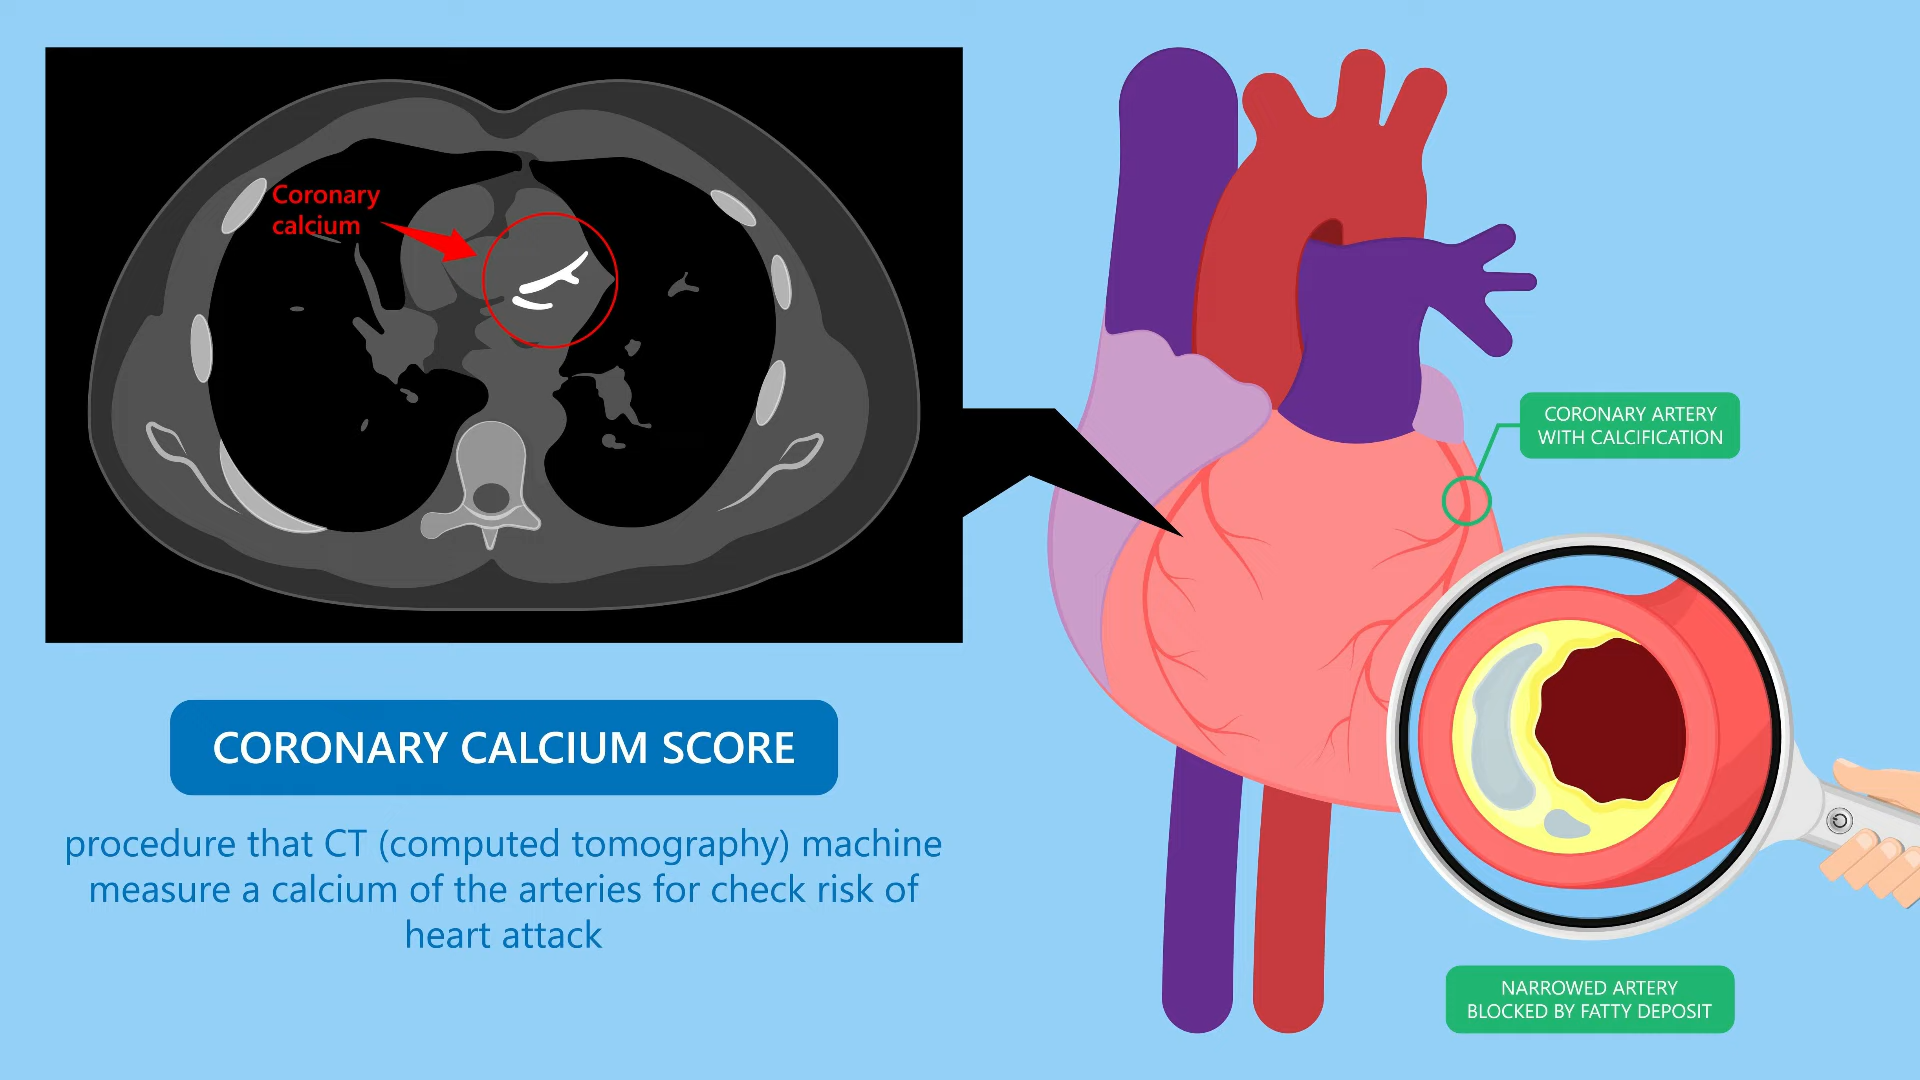 Coronary
calcium
CORONARY CALCIUM SCORE
procedure that CT (computed tomography) machine
measure a calcium of the arteries for check risk of
heart attack
CORONARY ARTERY
WITH CALCIFICATION
NARROWED ARTERY
BLOCKED BY FATTY DEPOSIT